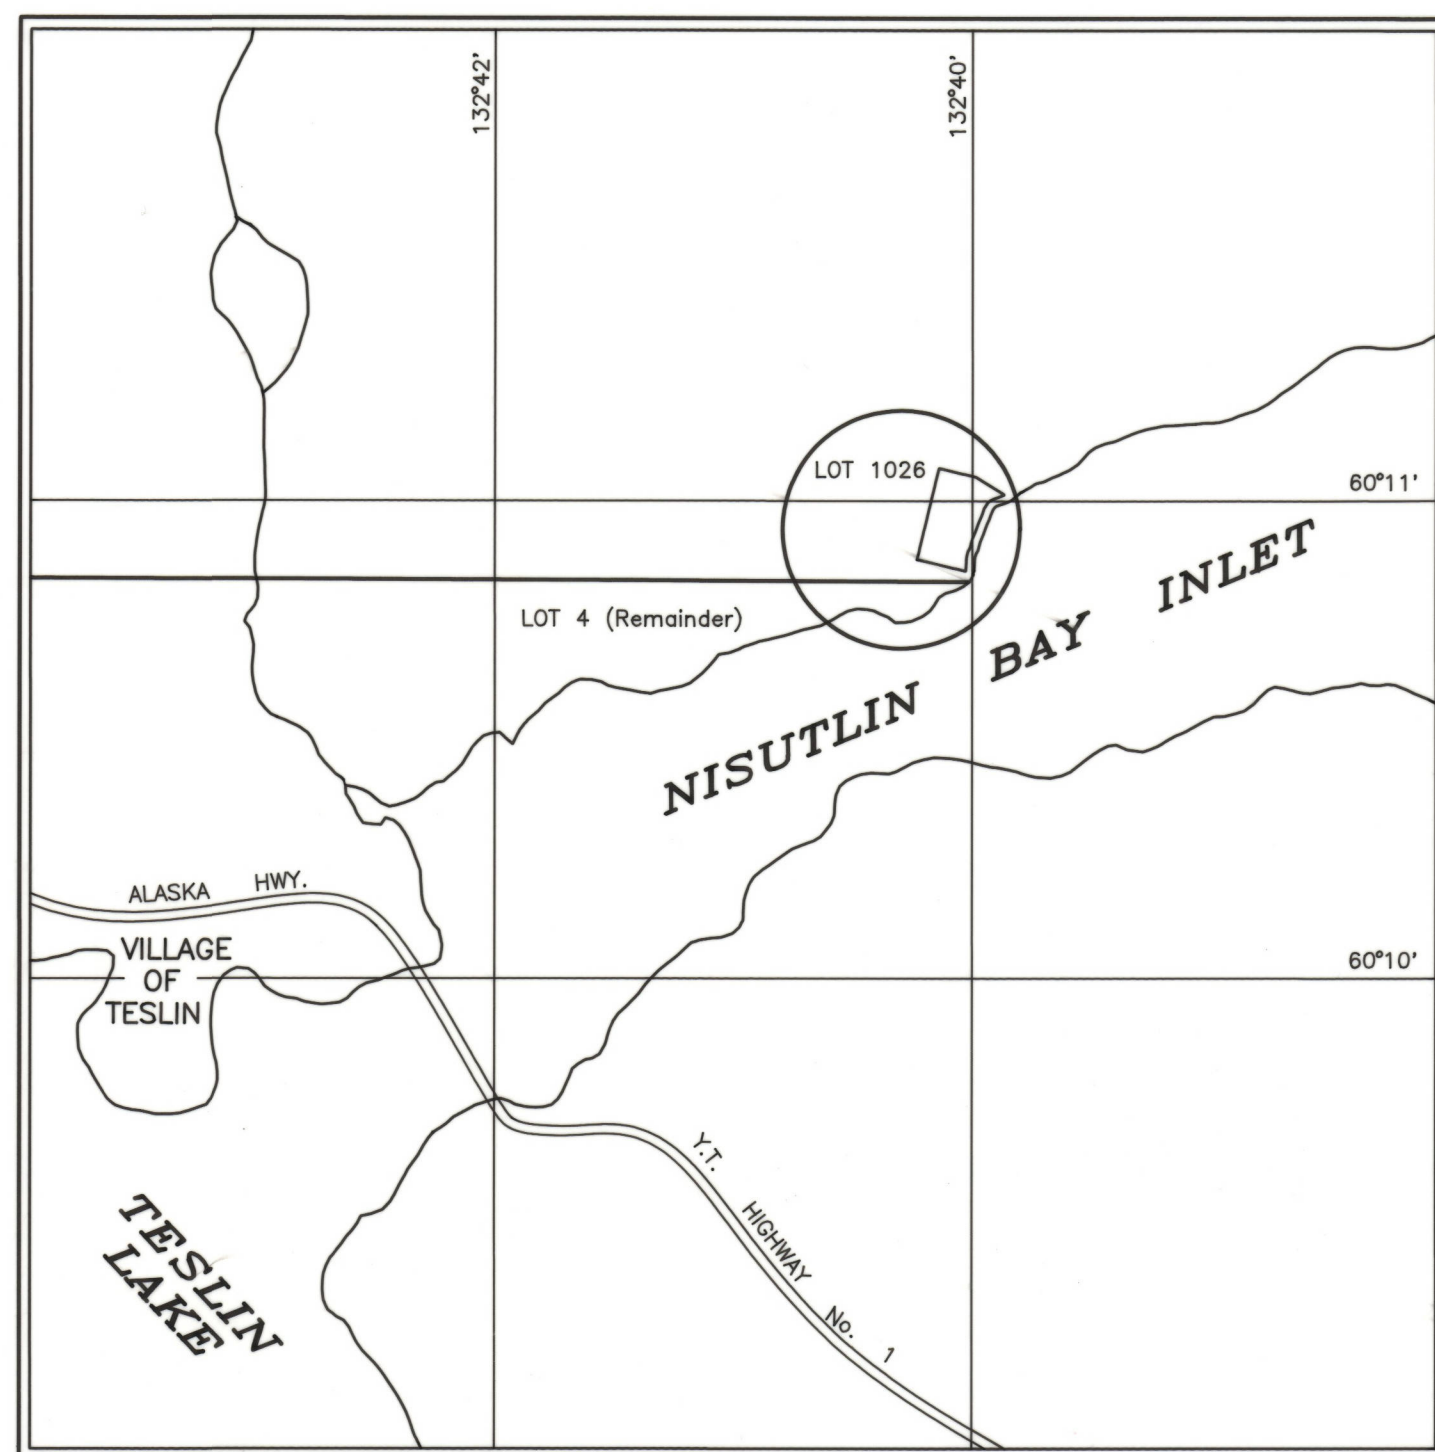 132°42'
132°40'
LOT 1026
60°11'
LOT 4 (Remainder)
NISUTLIN BAY INLET
ALASKA HWY.
VILLAGE
OF
TESLIN
60°10'
Y.T. HIGHWAY No. 1
TESLIN
LAKE